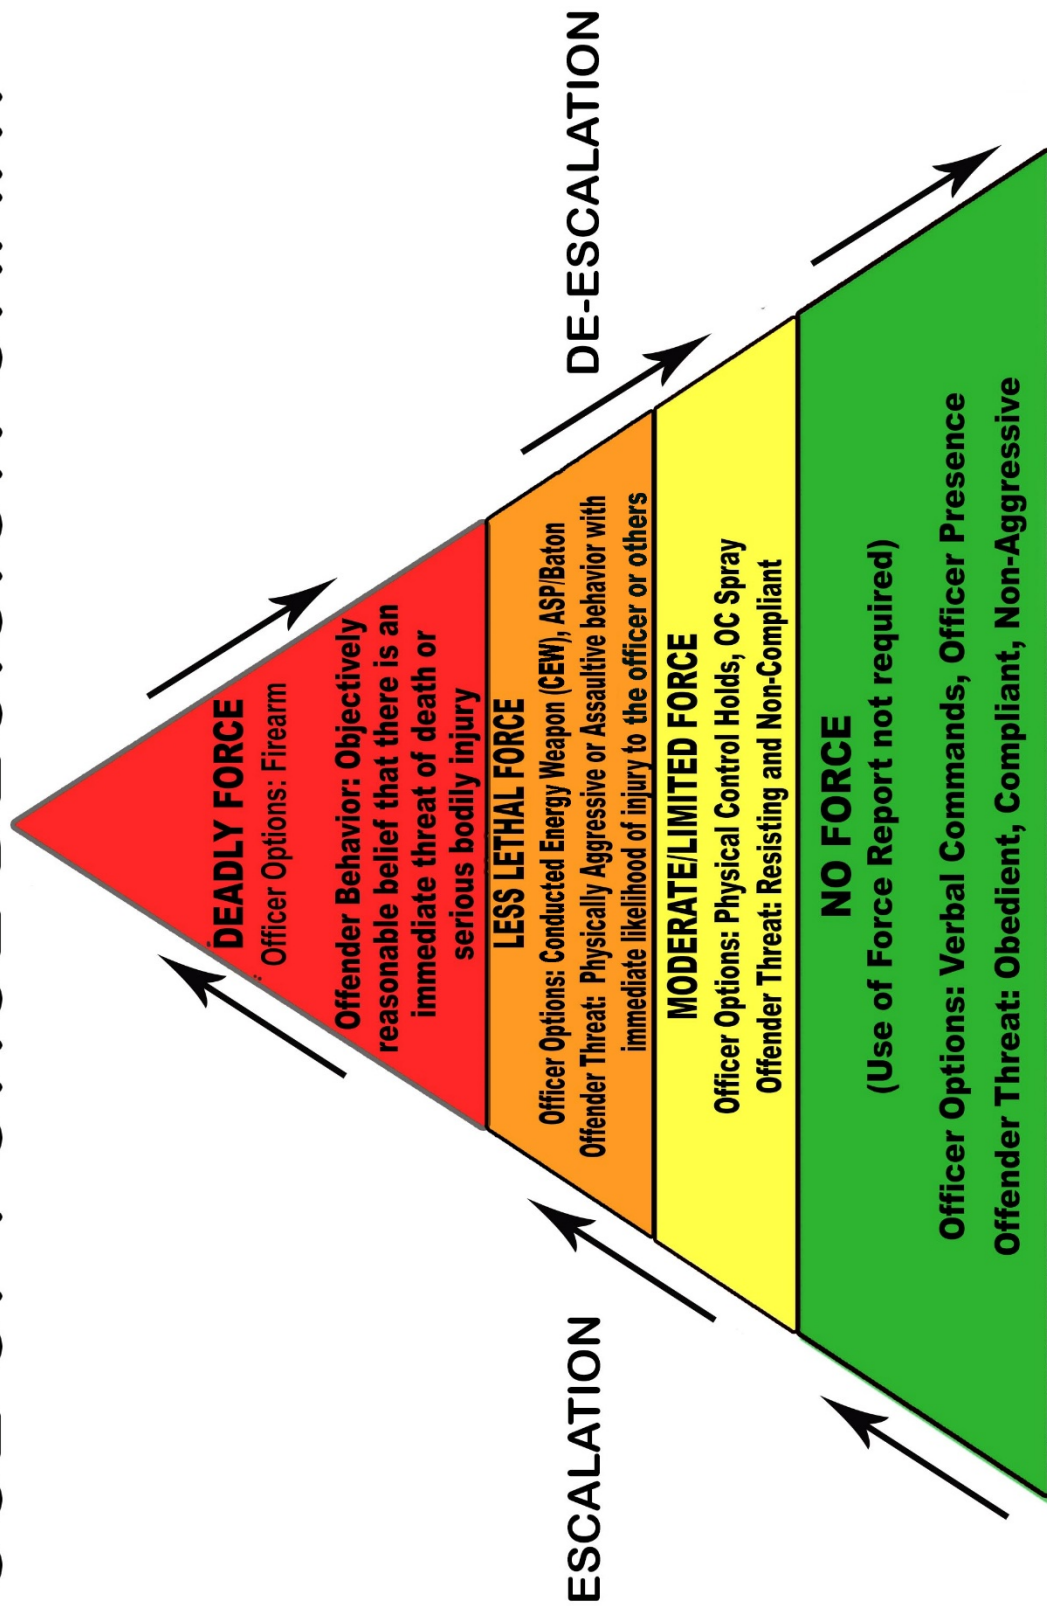 DEADLY FORCE
Officer Options: Firearm
Offender Behavior: Objectively
reasonable belief that there is an
immediate threat of death or
serious bodily injury
LESS LETHAL FORCE
Officer Options: Conducted Energy Weapon (CEW), ASP/Baton
Offender Threat: Physically Aggressive or Assaultive behavior with
immediate likelihood of injury to the officer or others
ESCALATION
DE-ESCALATION
MODERATE/LIMITED FORCE
Officer Options: Physical Control Holds, OC Spray
Offender Threat: Resisting and Non-Compliant
NO FORCE
(Use of Force Report not required)
Officer Options: Verbal Commands, Officer Presence
Offender Threat: Obedient, Compliant, Non-Aggressive